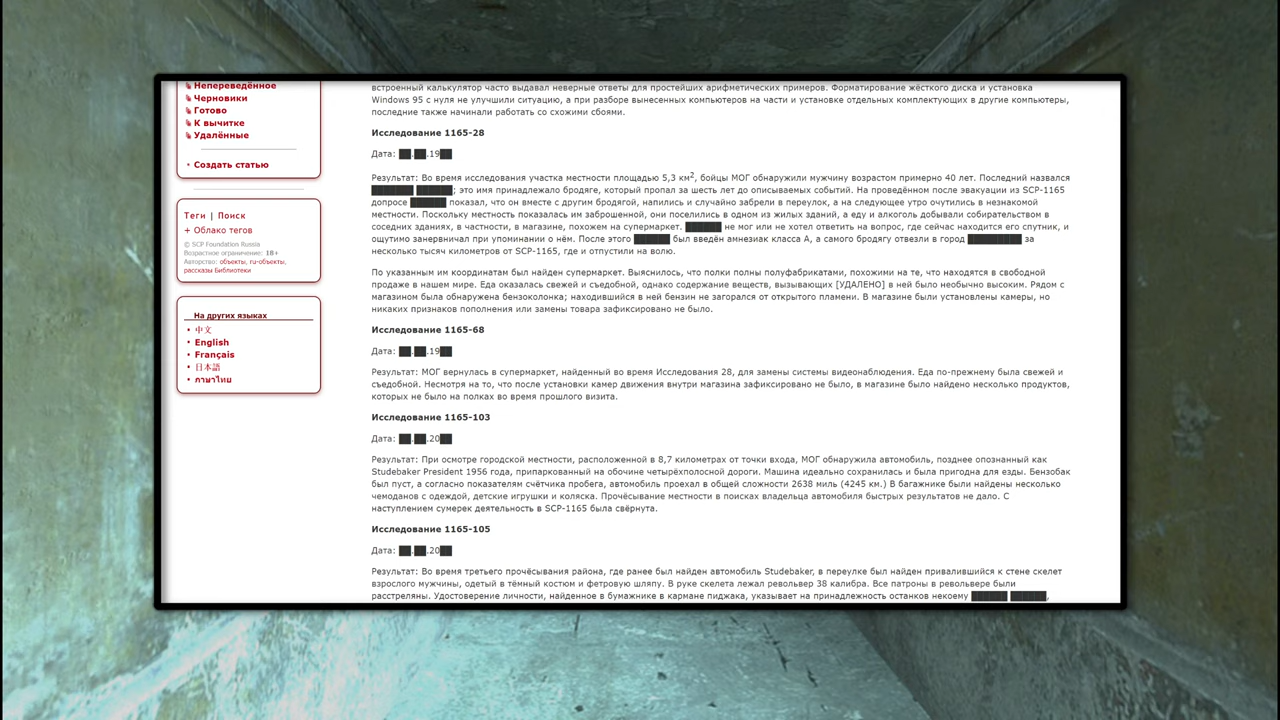 Непереведённое
Черновики
Готово
К вычитке
Удалённые
Создать статью
Теги | Поиск
+ Облако тегов
© SCP Foundation Russia
Возрастное ограничение: 18+
Авторство: объекты, ru-объекты,
рассказы Библиотеки
На других языках
中文
English
Français
日本語
ภาษาไทย
встроенный калькулятор часто выдавал неверные ответы для простейших арифметических примеров. Форматирование жёсткого диска и установка
Windows 95 с нуля не улучшили ситуацию, а при разборе вынесенных компьютеров на части и установке отдельных комплектующих в другие компьютеры,
последние также начинали работать со схожими сбоями.
Исследование 1165-28
Дата: ██.██.19██
Результат: Во время исследования участка местности площадью 5,3 км², бойцы МОГ обнаружили мужчину возрастом примерно 40 лет. Последний назвался
███████ ██████; это имя принадлежало бродяге, который пропал за шесть лет до описываемых событий. На проведённом после эвакуации из SCP-1165
допросе ██████ показал, что он вместе с другим бродягой, напились и случайно забрели в переулок, а на следующее утро очутились в незнакомой
местности. Поскольку местность показалась им заброшенной, они поселились в одном из жилых зданий, а еду и алкоголь добывали собирательством в
соседних зданиях, в частности, в магазине, похожем на супермаркет. ██████ не мог или не хотел ответить на вопрос, где сейчас находится его спутник, и
ощутимо занервничал при упоминании о нём. После этого ██████ был введён амнезиак класса А, а самого бродягу отвезли в город █████████ за
несколько тысяч километров от SCP-1165, где и отпустили на волю.
По указанным им координатам был найден супермаркет. Выяснилось, что полки полны полуфабрикатами, похожими на те, что находятся в свободной
продаже в нашем мире. Еда оказалась свежей и съедобной, однако содержание веществ, вызывающих [УДАЛЕНО] в ней было необычно высоким. Рядом с
магазином была обнаружена бензоколонка; находившийся в ней бензин не загорался от открытого пламени. В магазине были установлены камеры, но
никаких признаков пополнения или замены товара зафиксировано не было.
Исследование 1165-68
Дата: ██.██.19██
Результат: МОГ вернулась в супермаркет, найденный во время Исследования 28, для замены системы видеонаблюдения. Еда по-прежнему была свежей и
съедобной. Несмотря на то, что после установки камер движения внутри магазина зафиксировано не было, в магазине было найдено несколько продуктов,
которых не было на полках во время прошлого визита.
Исследование 1165-103
Дата: ██.██.20██
Результат: При осмотре городской местности, расположенной в 8,7 километрах от точки входа, МОГ обнаружила автомобиль, позднее опознанный как
Studebaker President 1956 года, припаркованный на обочине четырёхполосной дороги. Машина идеально сохранилась и была пригодна для езды. Бензобак
был пуст, а согласно показателям счётчика пробега, автомобиль проехал в общей сложности 2638 миль (4245 км.) В багажнике были найдены несколько
чемоданов с одеждой, детские игрушки и коляска. Прочёсывание местности в поисках владельца автомобиля быстрых результатов не дало. С
наступлением сумерек деятельность в SCP-1165 была свёрнута.
Исследование 1165-105
Дата: ██.██.20██
Результат: Во время третьего прочёсывания района, где ранее был найден автомобиль Studebaker, в переулке был найден привалившийся к стене скелет
взрослого мужчины, одетый в тёмный костюм и фетровую шляпу. В руке скелета лежал револьвер 38 калибра. Все патроны в револьвере были
расстреляны. Удостоверение личности, найденное в бумажнике в кармане пиджака, указывает на принадлежность останков некоему ██████ ██████,